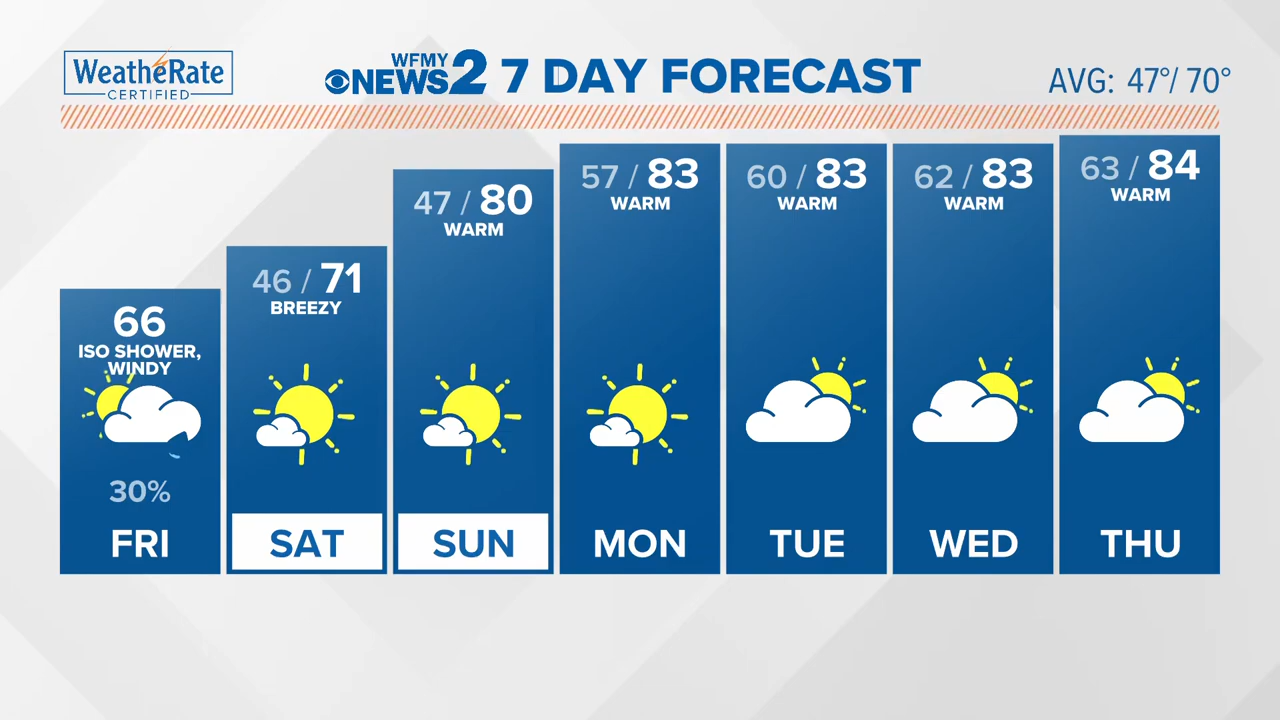 WeatheRate
CERTIFIED
WFMY
NEWS 2
7 DAY FORECAST
AVG: 47°/ 70°
66
ISO SHOWER,
WINDY
30%
FRI
46 / 71
BREEZY
SAT
47 / 80
WARM
SUN
57 / 83
WARM
MON
60 / 83
WARM
TUE
62 / 83
WARM
WED
63 / 84
WARM
THU